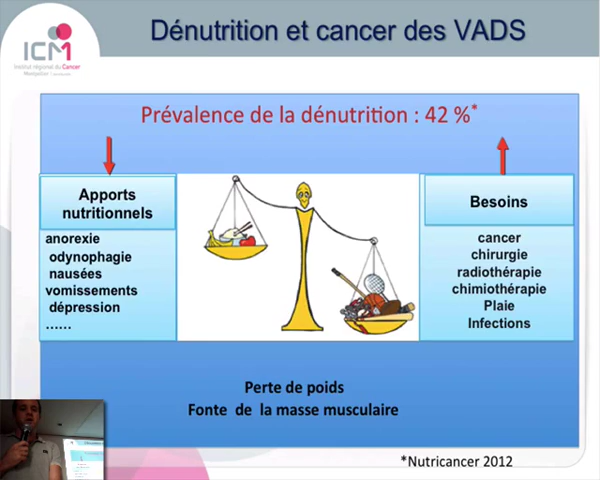 Dénutrition et cancer des VADS
ICM
Institut régional du Cancer
Montpellier
Prévalence de la dénutrition : 42 %*
Apports
nutritionnels
anorexie
odynophagie
nausées
vomissements
dépression
......
Besoins
cancer
chirurgie
radiothérapie
chimiothérapie
Plaie
Infections
Perte de poids
Fonte de la masse musculaire
*Nutricancer 2012